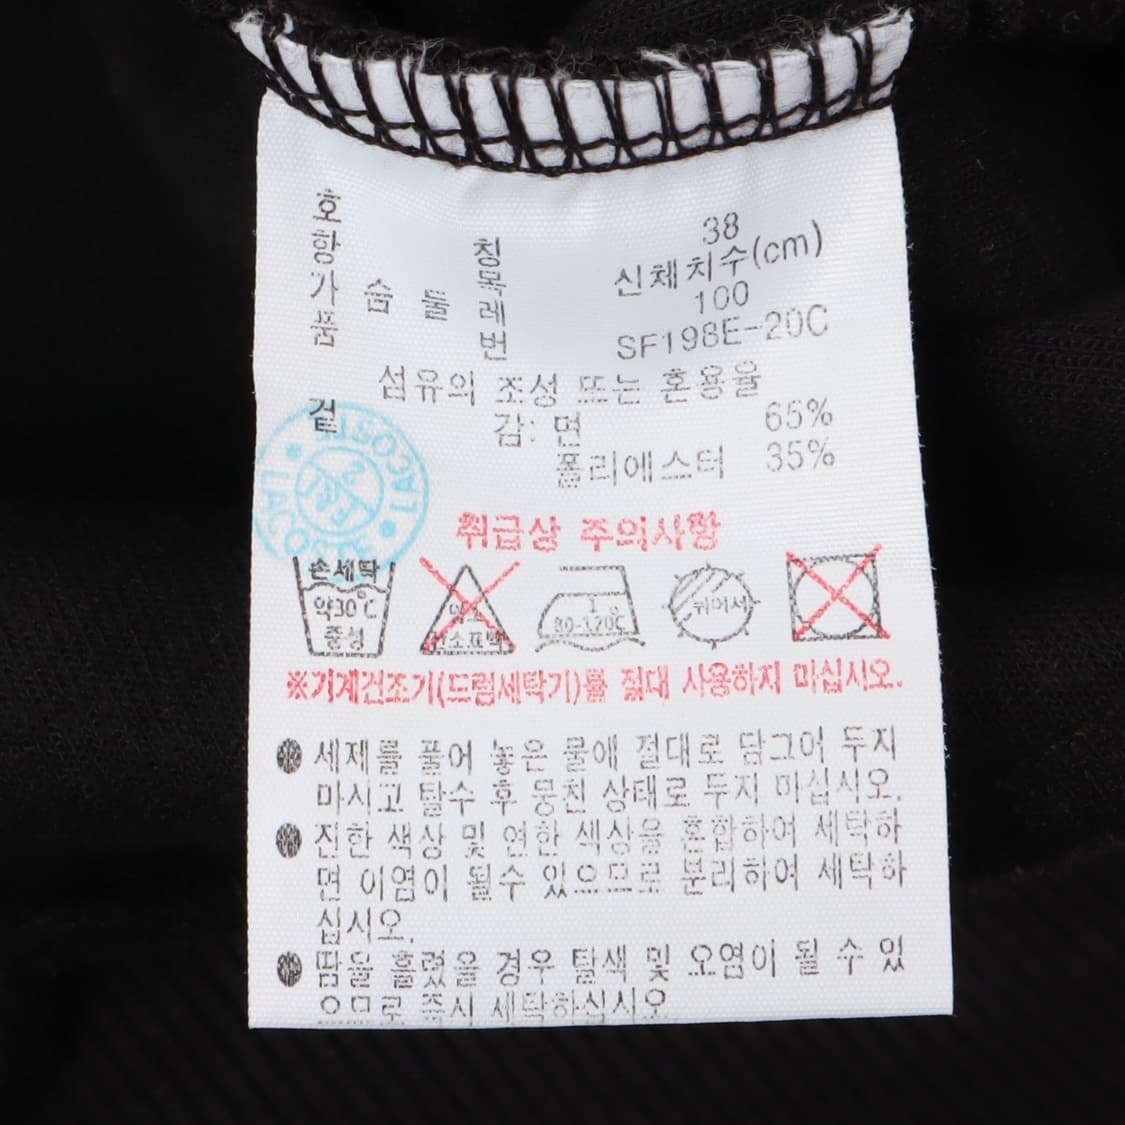 호 칭 38
항 목 신체치수(cm)
가 슴 둘 레 100
품 번 SF198E-20C
섬유의 조성 또는 혼용율
겉 감: 면 65%
폴리에스터 35%
LACOSTE LACOSTE
취급상 주의사항
손세탁
약30℃
중성
염소표백
1
80-120℃
뉘어서
※기계건조기(드럼세탁기)를 절대 사용하지 마십시오.
● 세제를 풀어 놓은 물에 절대로 담그어 두지
마시고 탈수 후 뭉친 상태로 두지 마십시오.
● 진한 색상 및 연한 색상을 혼합하여 세탁하
면 이염이 될수 있으므로 분리하여 세탁하
십시오.
● 땀을 흘렸을 경우 탈색 및 오염이 될 수 있
으므로 즉시 세탁하십시오